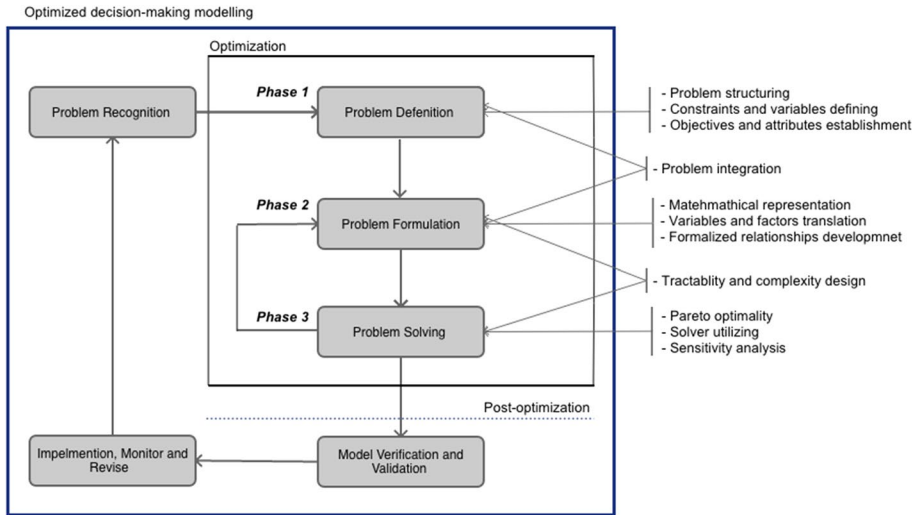 Optimized decision-making modelling
Optimization
Phase 1
Problem Recognition
Problem Defenition
- Problem structuring
- Constraints and variables defining
- Objectives and attributes establishment
- Problem integration
Phase 2
Problem Formulation
- Matehmathical representation
- Variables and factors translation
- Formalized relationships developmnet
- Tractablity and complexity design
Phase 3
Problem Solving
- Pareto optimality
- Solver utilizing
- Sensitivity analysis
Post-optimization
Impelmention, Monitor and
Revise
Model Verification and
Validation